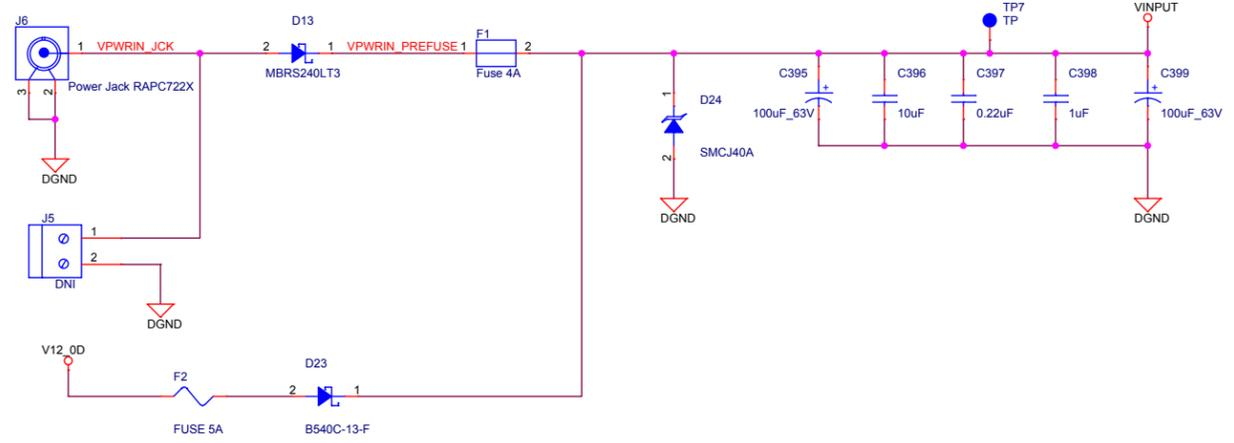 J6
1 VPWRIN_JCK
Power Jack RAPC722X
3
2
DGND
D13
2 1
MBRS240LT3
VPWRIN_PREFUSE 1
F1
2
Fuse 4A
1
D24
SMCJ40A
2
DGND
TP7
TP
VINPUT
C395
+
100uF_63V
C396
10uF
C397
0.22uF
C398
1uF
C399
+
100uF_63V
DGND
J5
1
2
DNI
DGND
V12_0D
F2
FUSE 5A
D23
2 1
B540C-13-F